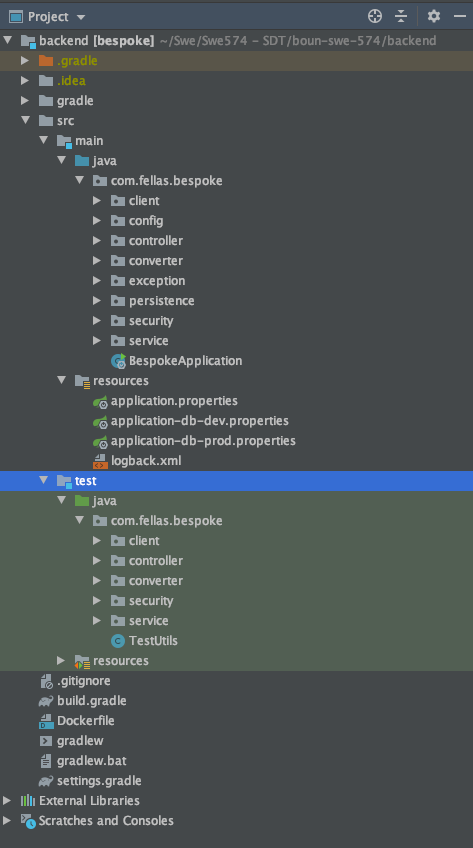 Project
backend [bespoke] ~/Swe/Swe574 – SDT/boun-swe-574/backend
.gradle
.idea
gradle
src
main
java
com.fellas.bespoke
client
config
controller
converter
exception
persistence
security
service
BespokeApplication
resources
application.properties
application-db-dev.properties
application-db-prod.properties
logback.xml
test
java
com.fellas.bespoke
client
controller
converter
security
service
TestUtils
resources
.gitignore
build.gradle
Dockerfile
gradlew
gradlew.bat
settings.gradle
External Libraries
Scratches and Consoles